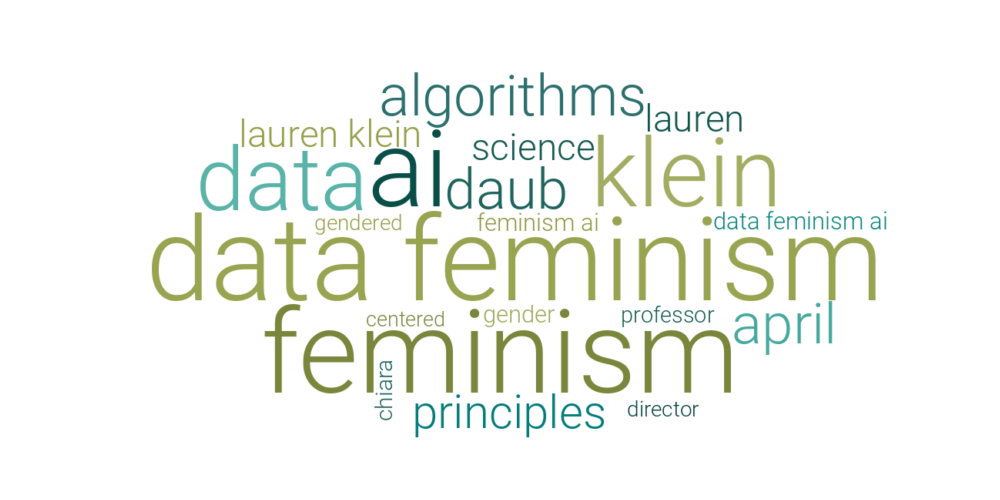 algorithms
lauren
lauren klein
science
data
ai
daub
klein
gendered
feminism ai
data feminism ai
data feminism
centered
gender
professor
april
feminism
chiara
principles
director